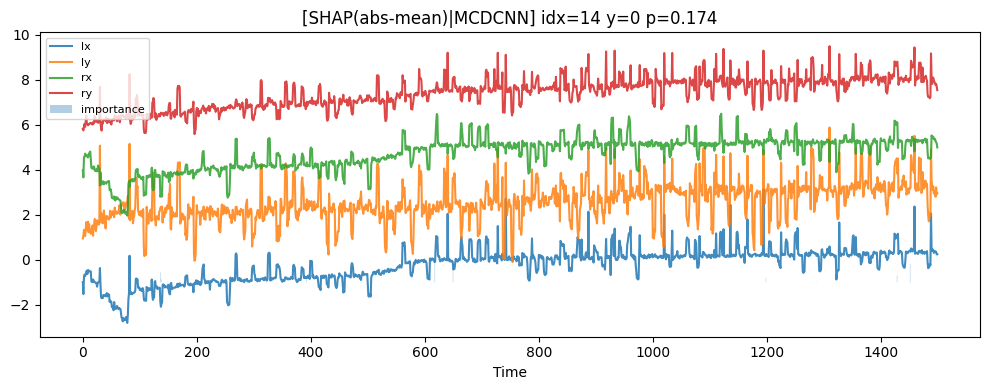 [SHAP(abs-mean)|MCDCNN] idx=14 y=0 p=0.174
10
8
6
4
2
0
−2
lx
ly
rx
ry
importance
0 200 400 600 800 1000 1200 1400
Time